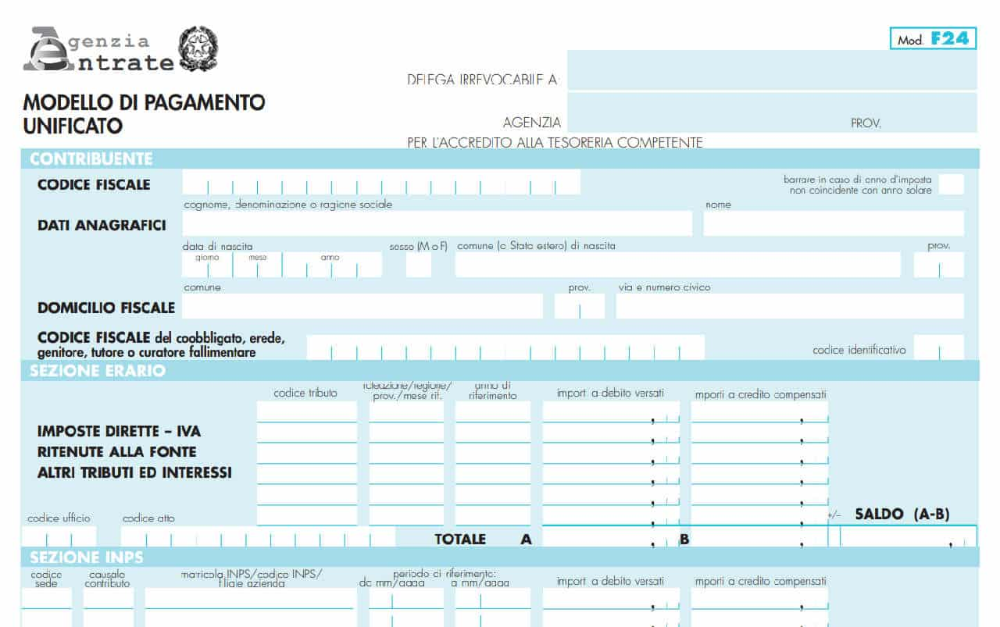 Agenzia
Entrate
Mod. F24
DELEGA IRREVOCABILE A:
MODELLO DI PAGAMENTO
UNIFICATO
AGENZIA
PROV.
PER L'ACCREDITO ALLA TESORERIA COMPETENTE
CONTRIBUENTE
CODICE FISCALE
barrare in caso di anno d'imposta
non coincidente con anno solare
cognome, denominazione o ragione sociale
nome
DATI ANAGRAFICI
data di nascita
sesso (M o F)
comune (o Stato estero) di nascita
prov.
giorno
mese
anno
comune
prov.
via e numero civico
DOMICILIO FISCALE
CODICE FISCALE del coobbligato, erede,
genitore, tutore o curatore fallimentare
codice identificativo
SEZIONE ERARIO
codice tributo
rateazione/regione/
prov./mese rif.
anno di
riferimento
import a debito versati
mporti a credito compensati
IMPOSTE DIRETTE – IVA
RITENUTE ALLA FONTE
ALTRI TRIBUTI ED INTERESSI
codice ufficio
codice atto
+/–
SALDO (A-B)
TOTALE A
B
SEZIONE INPS
codice
sede
causale
contributo
matricola INPS/codice INPS/
filiale azienda
periodo di riferimento:
da mm/aaaa
a mm/aaaa
import a debito versati
mporti a credito compensati